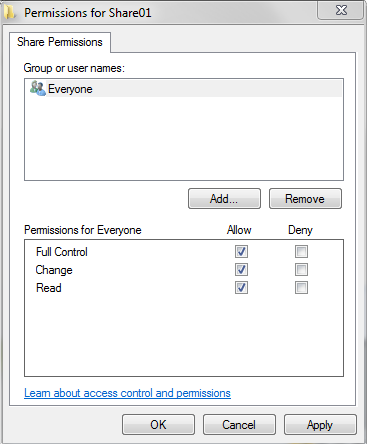 Permissions for Share01
Share Permissions
Group or user names:
Everyone
Add... Remove
Permissions for Everyone Allow Deny
Full Control
Change
Read
Learn about access control and permissions
OK Cancel Apply